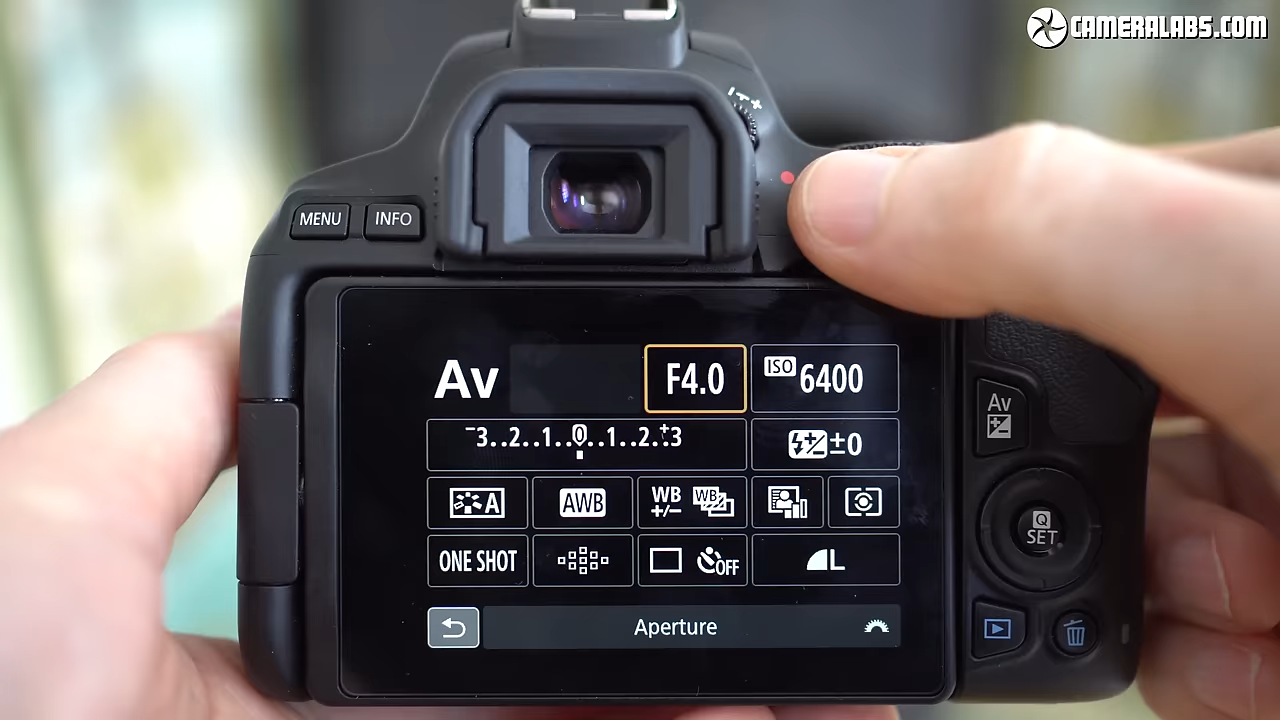 CAMERALABS.COM
- +
MENU INFO
Av F4.0 ISO 6400
-3..2..1..0..1..2.+3 ±0
A AWB WB +/- WB
ONE SHOT OFF L
Aperture
Av
Q
SET